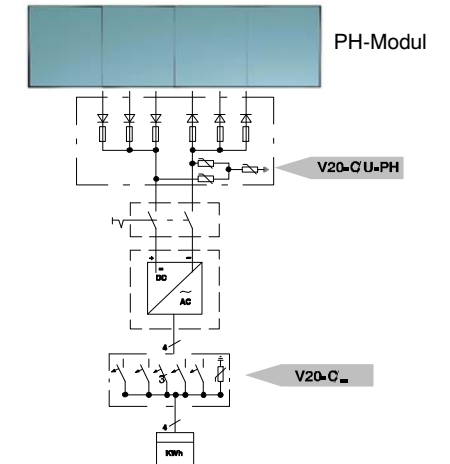 PH-Modul
V20-C/U-PH
+ −
=
DC
~
AC
4
3
V20-C/_
4
KWh